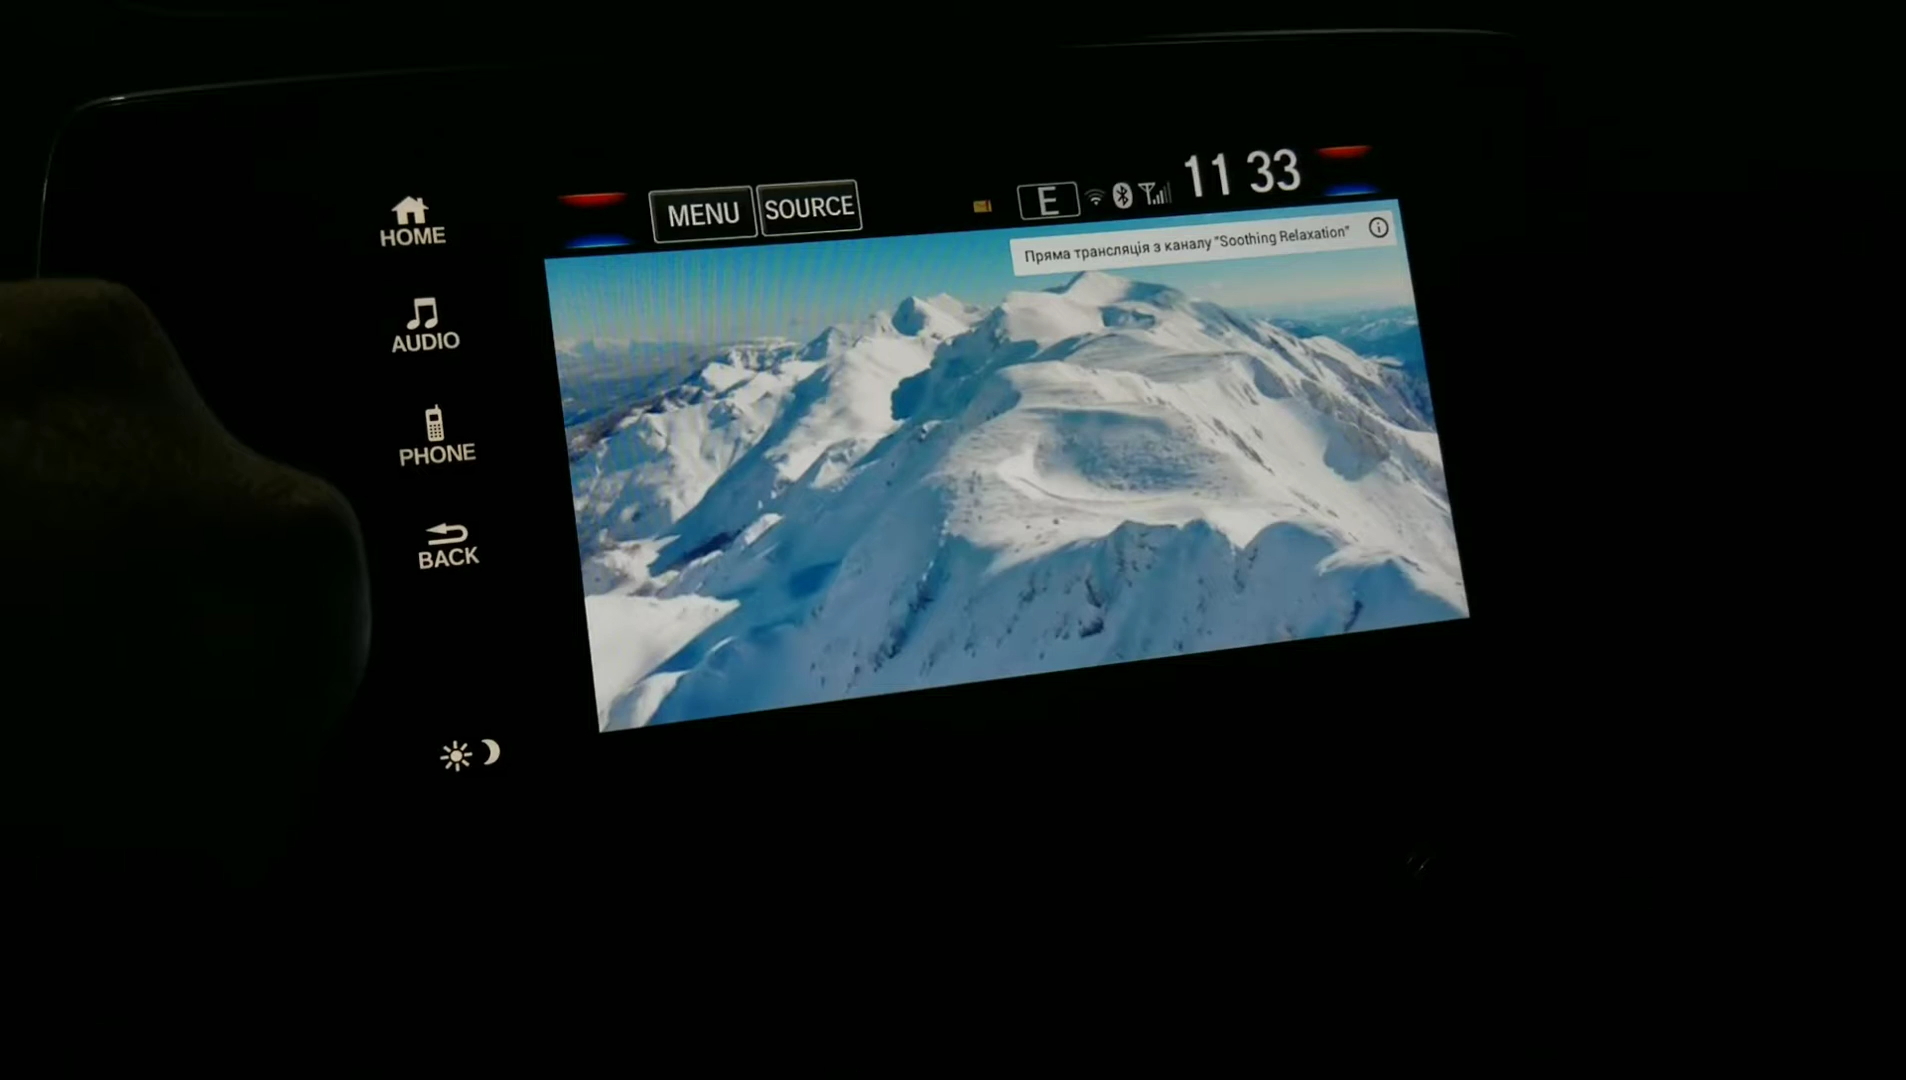 HOME
AUDIO
PHONE
BACK
MENU
SOURCE
E
11 33
Пряма трансляція з каналу "Soothing Relaxation"